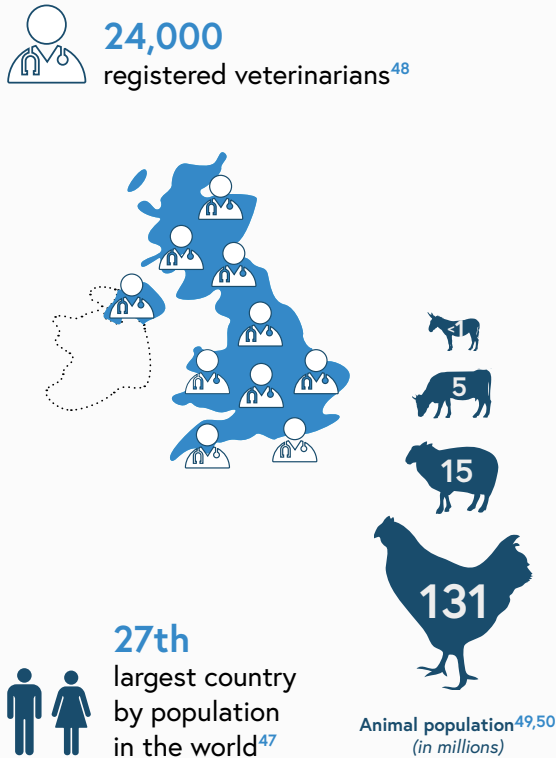 24,000
registered veterinarians48
<1
5
15
131
27th
largest country
by population
in the world47
Animal population49,50
(in millions)